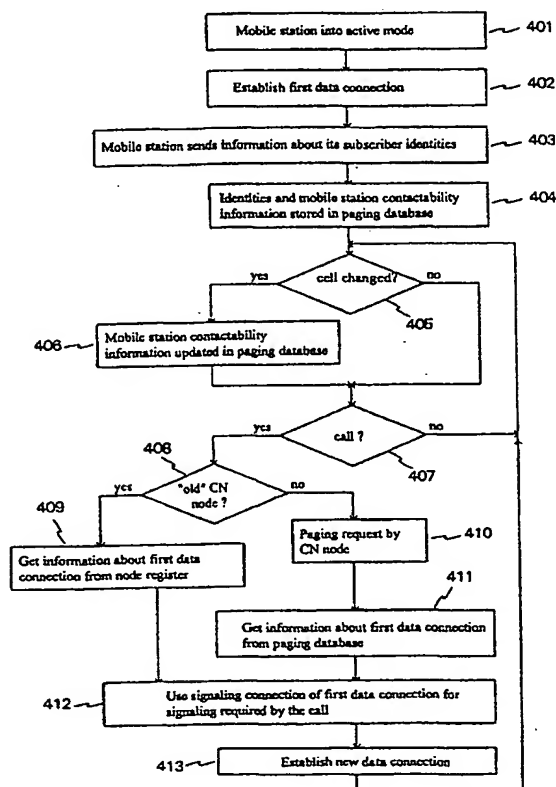 Mobile station into active mode
401
Establish first data connection
402
Mobile station sends information about its subscriber identities
403
Identities and mobile station contactability
information stored in paging database
404
yes
cell changed?
no
405
406
Mobile station contactability
information updated in paging database
yes
call ?
no
407
408
yes
"old" CN
node ?
no
409
Get information about first data
connection from node register
Paging request by
CN node
410
411
Get information about first data connection
from paging database
412
Use signaling connection of first data connection for
signaling required by the call
413
Establish new data connection